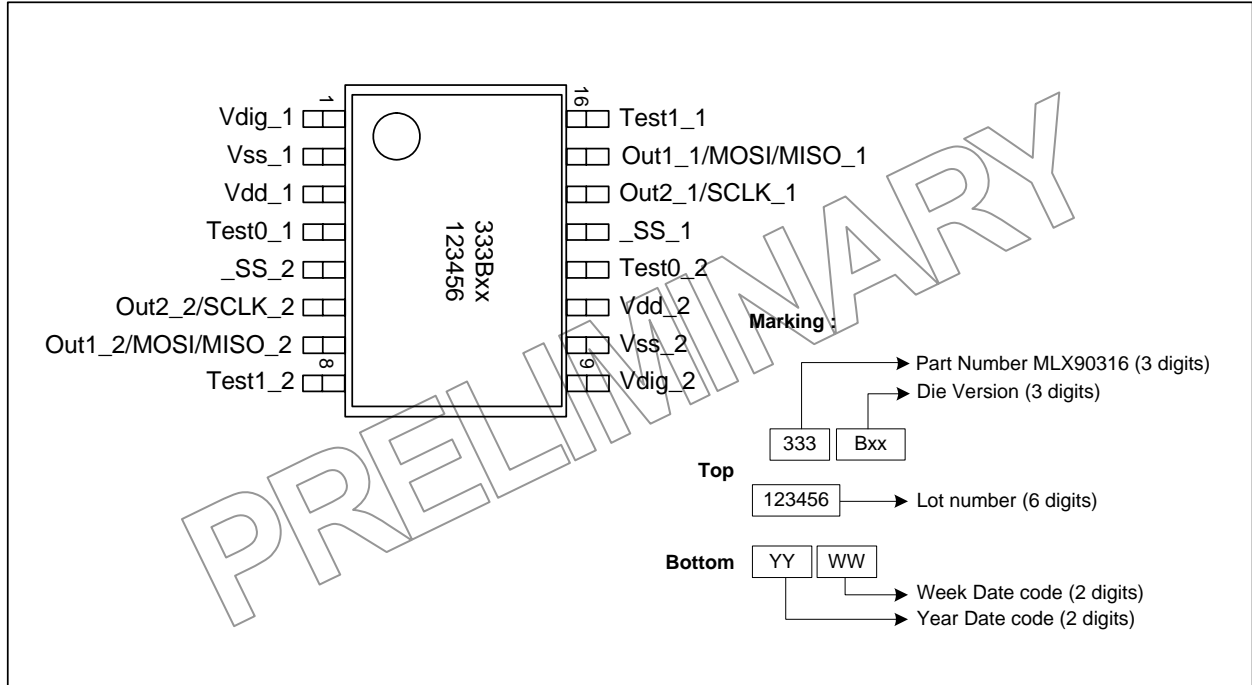 1
16
Vdig_1
Test1_1
Vss_1
Out1_1/MOSI/MISO_1
Vdd_1
Out2_1/SCLK_1
Test0_1
_SS_1
_SS_2
Test0_2
Out2_2/SCLK_2
Vdd_2
Out1_2/MOSI/MISO_2
Vss_2
Test1_2
Vdig_2
8
9
333Bxx
123456
PRELIMINARY
Marking :
Part Number MLX90316 (3 digits)
Die Version (3 digits)
333 Bxx
Top
123456 Lot number (6 digits)
Bottom YY WW
Week Date code (2 digits)
Year Date code (2 digits)